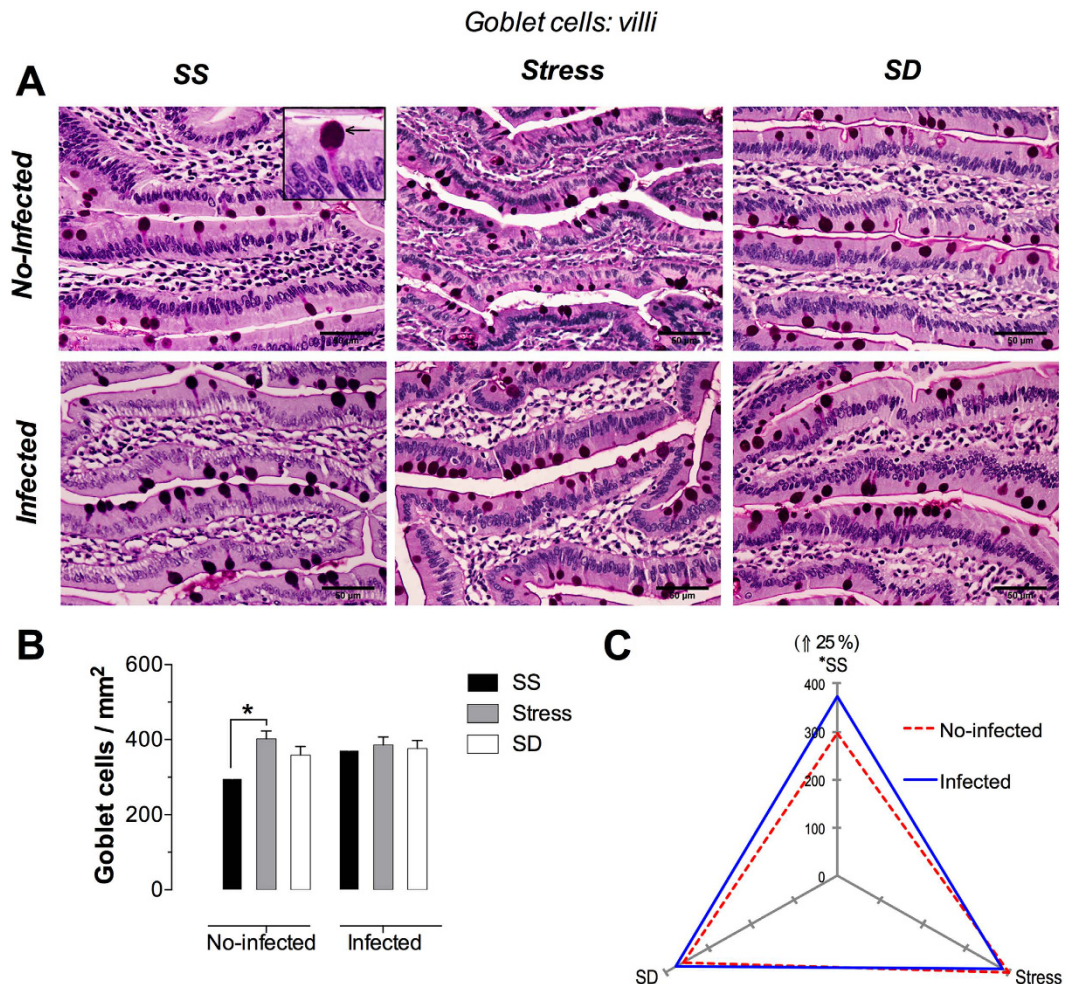 Goblet cells: villi
A
SS
Stress
SD
No-Infected
50 µm
50 µm
50 µm
Infected
50 µm
50 µm
50 µm
B
Goblet cells / mm²
600
400
200
0
*
SS
Stress
SD
No-infected
Infected
C
(⇑ 25 %)
*SS
400
300
200
100
0
No-infected
Infected
SD
Stress